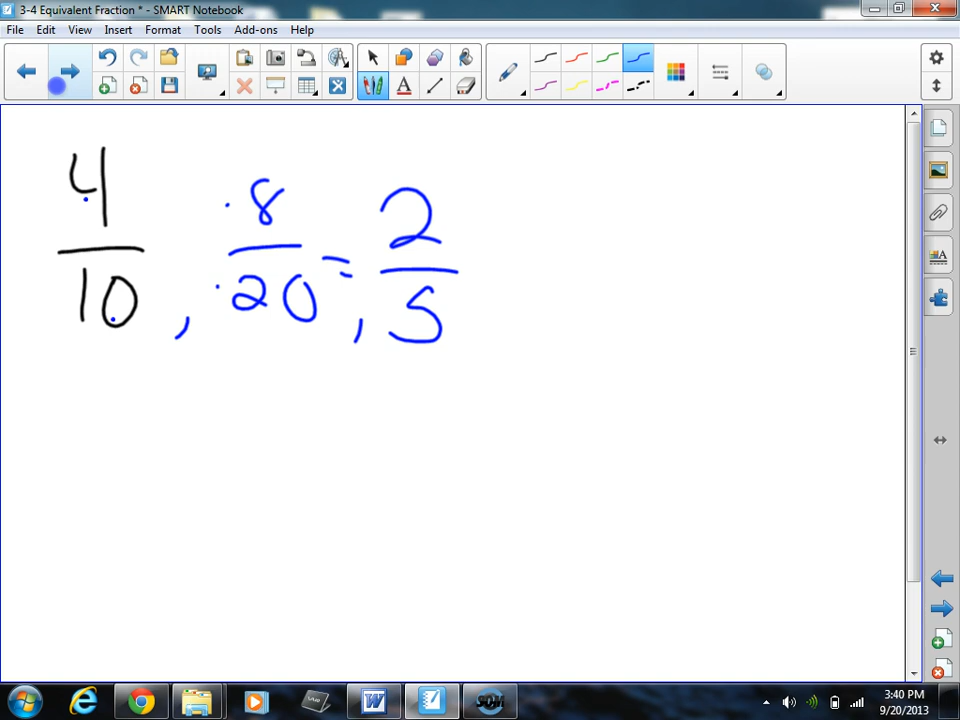 3-4 Equivalent Fraction * - SMART Notebook
File Edit View Insert Format Tools Add-ons Help
4 8 2
10 , 20 = , 5
3:40 PM
9/20/2013